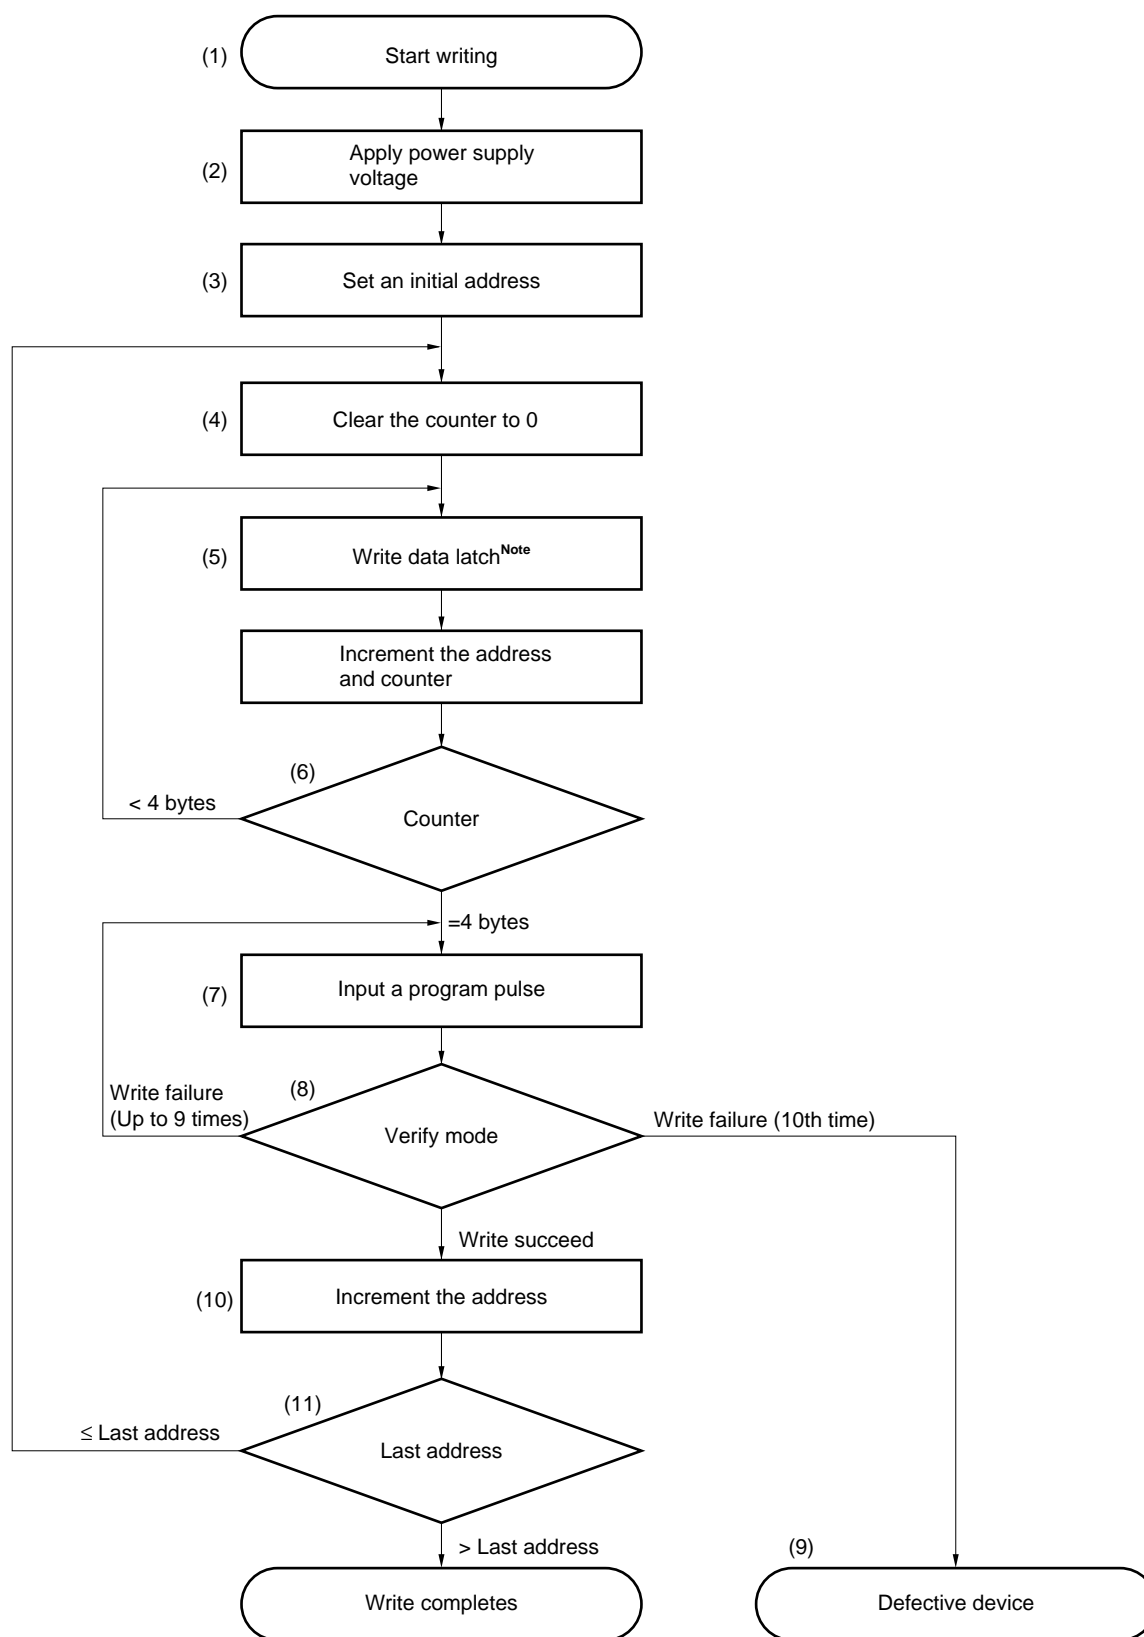 (1) Start writing
(2) Apply power supply
voltage
(3) Set an initial address
(4) Clear the counter to 0
(5) Write data latchNote
Increment the address
and counter
(6)
< 4 bytes
Counter
=4 bytes
(7) Input a program pulse
Write failure
(Up to 9 times)
(8)
Verify mode
Write failure (10th time)
Write succeed
(10) Increment the address
(11)
≤ Last address
Last address
> Last address
(9)
Write completes
Defective device